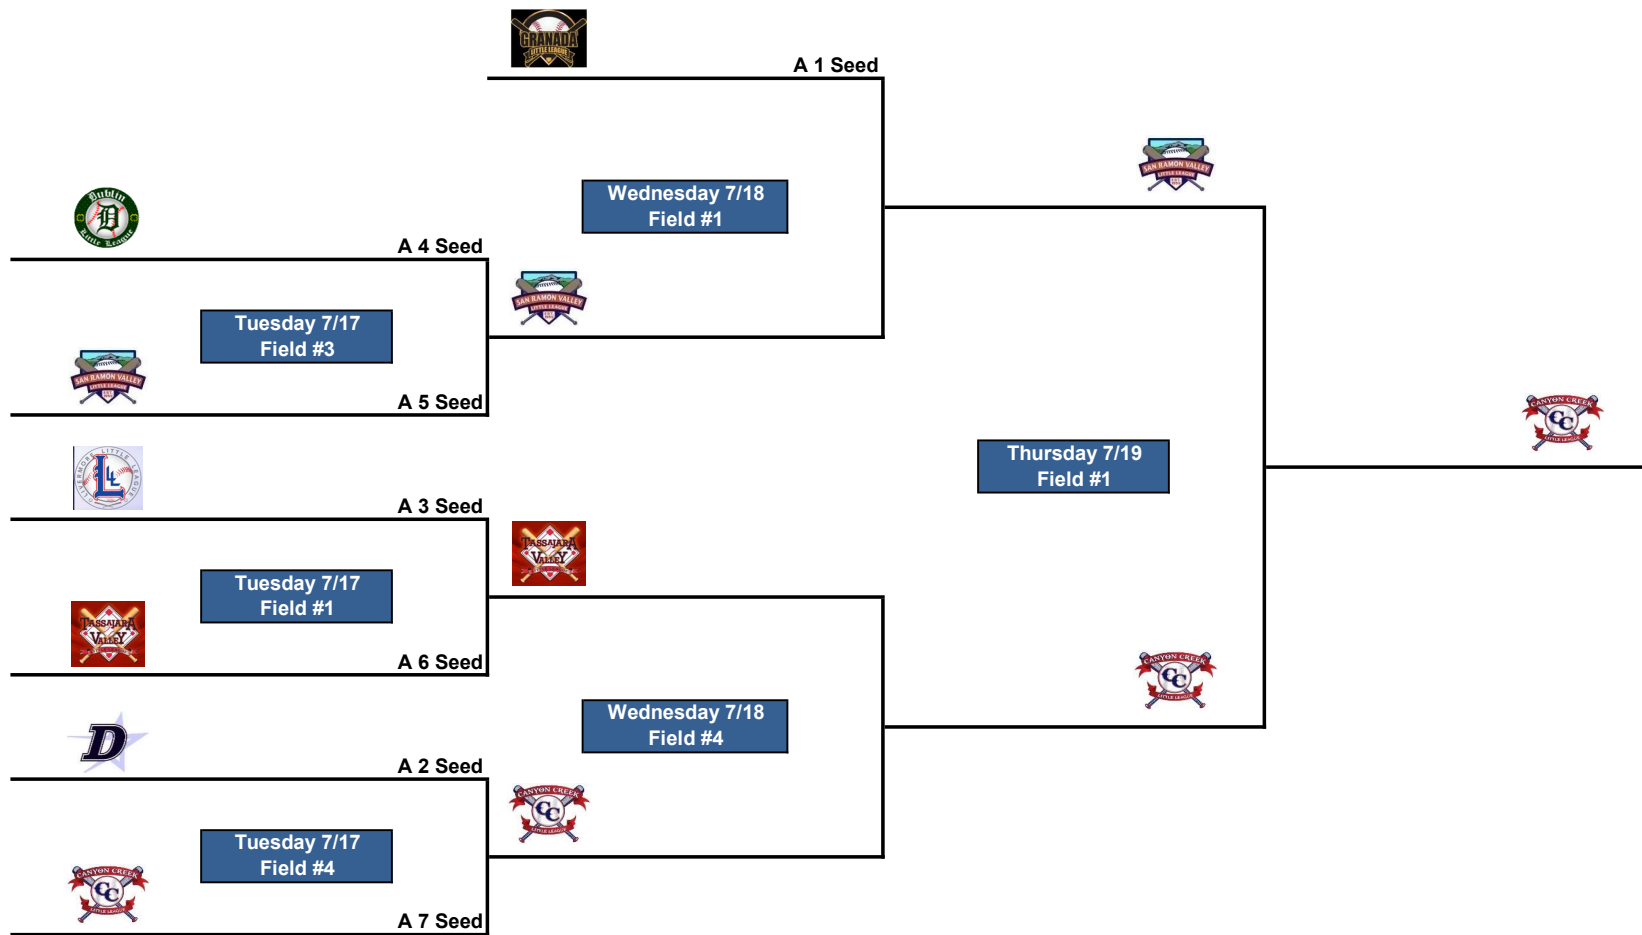 GRANADA
LITTLE LEAGUE
A 1 Seed
SAN RAMON VALLEY
LITTLE LEAGUE
Wednesday 7/18
Field #1
Dublin
D
Little League
A 4 Seed
SAN RAMON VALLEY
LITTLE LEAGUE
Tuesday 7/17
Field #3
SAN RAMON VALLEY
LITTLE LEAGUE
A 5 Seed
CANYON CREEK
CC
LITTLE LEAGUE
LIVERMORE LITTLE LEAGUE
LLL
Thursday 7/19
Field #1
A 3 Seed
TASSAJARA
VALLEY
Tuesday 7/17
Field #1
TASSAJARA
VALLEY
A 6 Seed
CANYON CREEK
CC
LITTLE LEAGUE
D
Wednesday 7/18
Field #4
A 2 Seed
CANYON CREEK
CC
LITTLE LEAGUE
Tuesday 7/17
Field #4
CANYON CREEK
CC
LITTLE LEAGUE
A 7 Seed